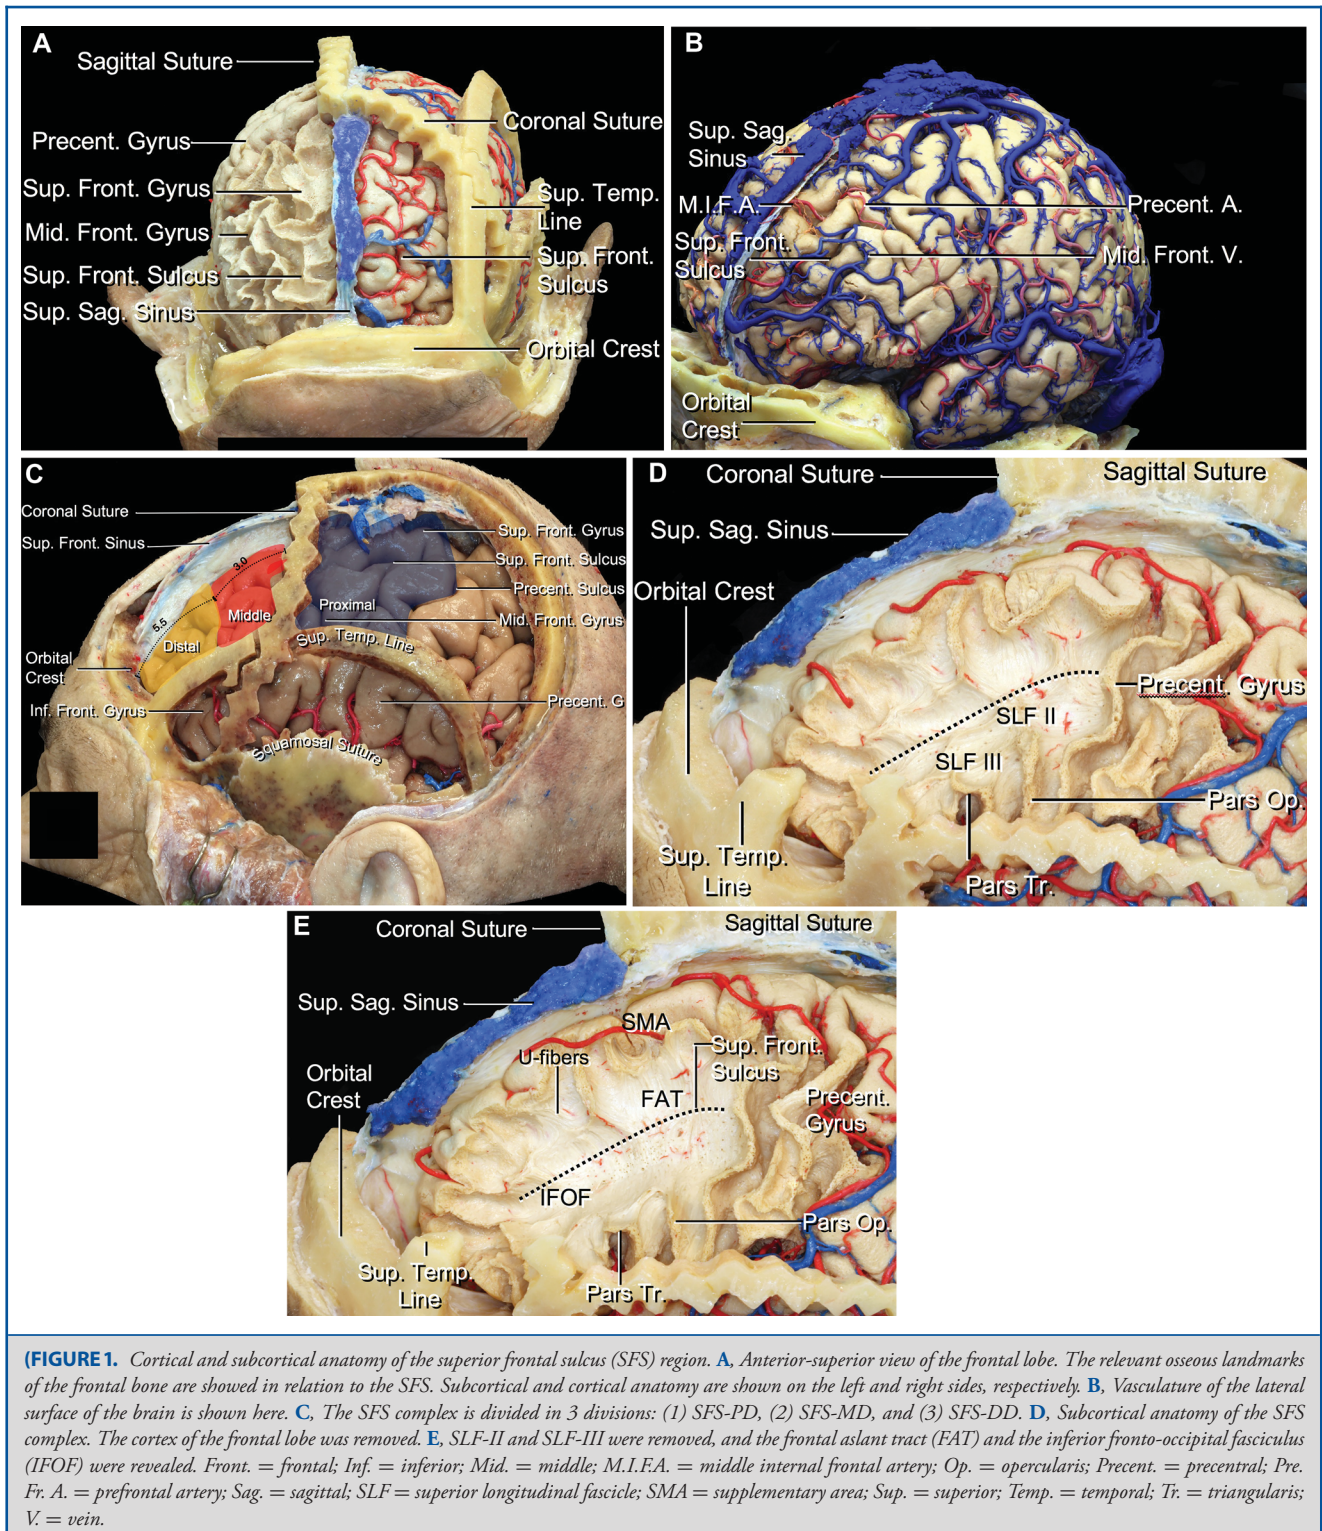 A
Sagittal Suture
Coronal Suture
Precent. Gyrus
Sup. Front. Gyrus
Sup. Temp.
Line
Mid. Front. Gyrus
Sup. Front.
Sulcus
Sup. Front. Sulcus
Sup. Sag. Sinus
Orbital Crest
B
Sup. Sag.
Sinus
M.I.F.A.
Precent. A.
Sup. Front.
Sulcus
Mid. Front. V.
Orbital
Crest
C
Coronal Suture
Sup. Front. Sinus
Sup. Front. Gyrus
Sup. Front. Sulcus
Precent. Sulcus
Mid. Front. Gyrus
3.0
5.5
Proximal
Middle
Distal
Sup. Temp. Line
Orbital
Crest
Inf. Front. Gyrus
Precent. G
Squamosal Suture
D
Coronal Suture
Sagittal Suture
Sup. Sag. Sinus
Orbital Crest
Precent. Gyrus
SLF II
SLF III
Pars Op.
Sup. Temp.
Line
Pars Tr.
E
Coronal Suture
Sagittal Suture
Sup. Sag. Sinus
SMA
U-fibers
Sup. Front.
Sulcus
Orbital
Crest
FAT
Precent.
Gyrus
IFOF
Pars Op.
Sup. Temp.
Line
Pars Tr.
(FIGURE 1. Cortical and subcortical anatomy of the superior frontal sulcus (SFS) region. A, Anterior-superior view of the frontal lobe. The relevant osseous landmarks
of the frontal bone are showed in relation to the SFS. Subcortical and cortical anatomy are shown on the left and right sides, respectively. B, Vasculature of the lateral
surface of the brain is shown here. C, The SFS complex is divided in 3 divisions: (1) SFS-PD, (2) SFS-MD, and (3) SFS-DD. D, Subcortical anatomy of the SFS
complex. The cortex of the frontal lobe was removed. E, SLF-II and SLF-III were removed, and the frontal aslant tract (FAT) and the inferior fronto-occipital fasciculus
(IFOF) were revealed. Front. = frontal; Inf. = inferior; Mid. = middle; M.I.F.A. = middle internal frontal artery; Op. = opercularis; Precent. = precentral; Pre.
Fr. A. = prefrontal artery; Sag. = sagittal; SLF = superior longitudinal fascicle; SMA = supplementary area; Sup. = superior; Temp. = temporal; Tr. = triangularis;
V. = vein.